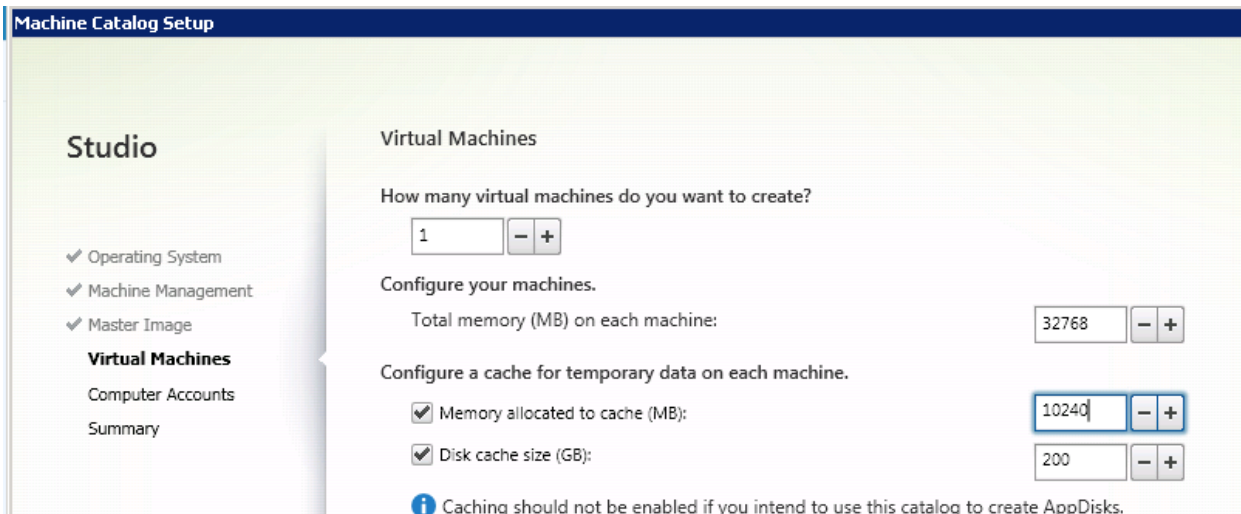 Machine Catalog Setup
Studio
Operating System
Machine Management
Master Image
Virtual Machines
Computer Accounts
Summary
Virtual Machines
How many virtual machines do you want to create?
1 - +
Configure your machines.
Total memory (MB) on each machine: 32768 - +
Configure a cache for temporary data on each machine.
Memory allocated to cache (MB): 10240 - +
Disk cache size (GB): 200 - +
Caching should not be enabled if you intend to use this catalog to create AppDisks.